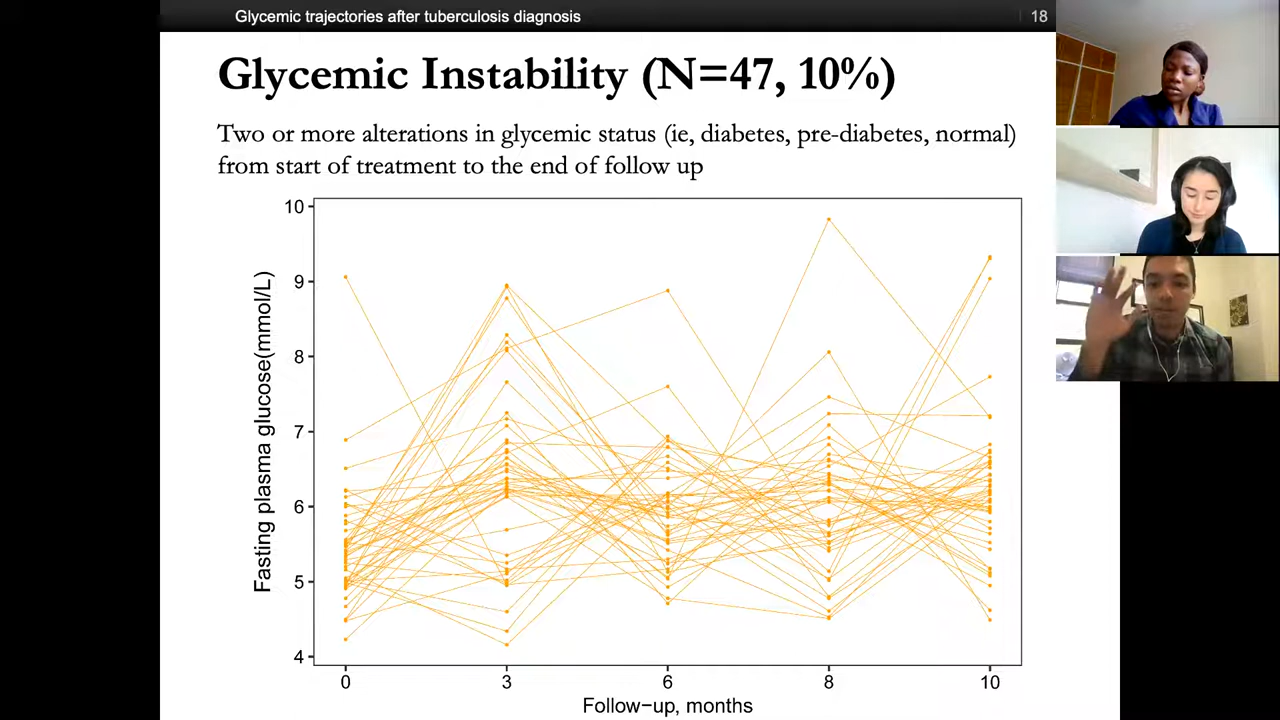 Glycemic trajectories after tuberculosis diagnosis
18
Glycemic Instability (N=47, 10%)
Two or more alterations in glycemic status (ie, diabetes, pre-diabetes, normal)
from start of treatment to the end of follow up
10
9
8
7
6
5
4
Fasting plasma glucose(mmol/L)
0 3 6 8 10
Follow−up, months